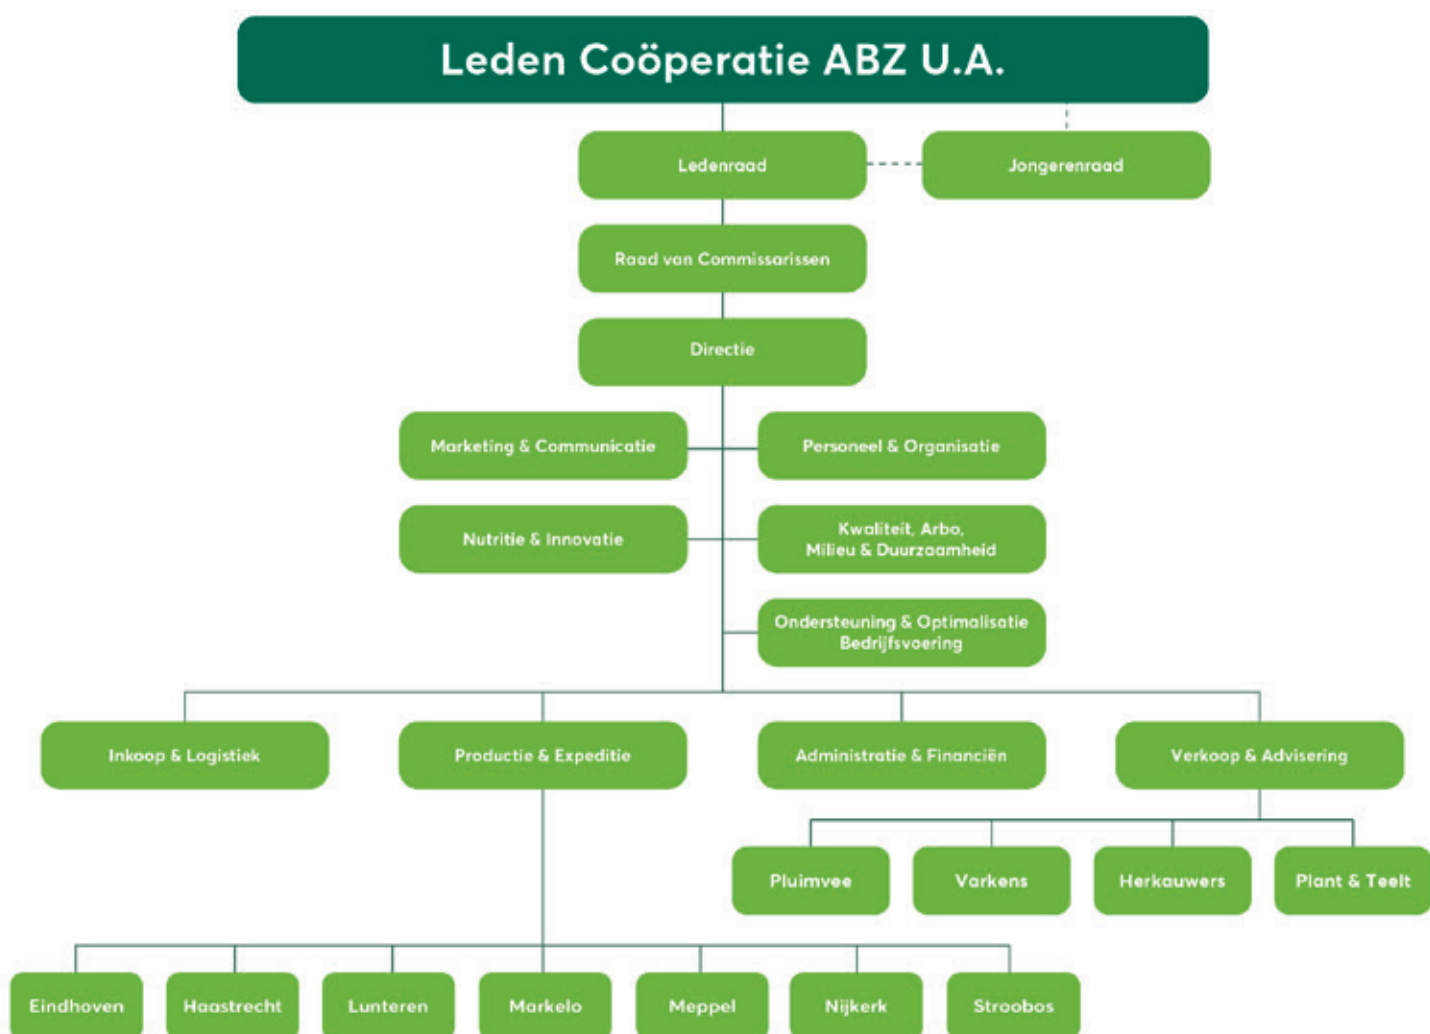 Leden Coöperatie ABZ U.A.
Ledenraad
Jongerenraad
Raad van Commissarissen
Directie
Marketing & Communicatie
Personeel & Organisatie
Nutritie & Innovatie
Kwaliteit, Arbo,
Milieu & Duurzaamheid
Ondersteuning & Optimalisatie
Bedrijfsvoering
Inkoop & Logistiek
Productie & Expeditie
Administratie & Financiën
Verkoop & Advisering
Pluimvee
Varkens
Herkauwers
Plant & Teelt
Eindhoven
Haastrecht
Lunteren
Markelo
Meppel
Nijkerk
Stroobos